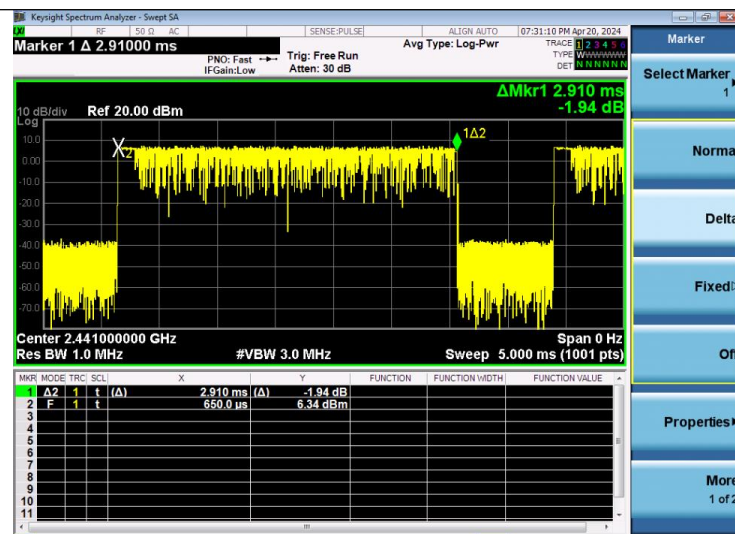 Keysight Spectrum Analyzer - Swept SA
LXI RF 50 Ω AC SENSE:PULSE ALIGN AUTO 07:31:10 PM Apr 20, 2024
Marker 1 Δ 2.91000 ms
PNO: Fast
IFGain:Low
Trig: Free Run
Atten: 30 dB
Avg Type: Log-Pwr
TRACE 1 2 3 4 5 6
TYPE WWWWWW
DET N N N N N N
ΔMkr1 2.910 ms
-1.94 dB
10 dB/div Ref 20.00 dBm
Log
10.0
0.00
-10.0
-20.0
-30.0
-40.0
-50.0
-60.0
-70.0
X2
1Δ2
Center 2.441000000 GHz Span 0 Hz
Res BW 1.0 MHz #VBW 3.0 MHz Sweep 5.000 ms (1001 pts)
MKR MODE TRC SCL X Y FUNCTION FUNCTION WIDTH FUNCTION VALUE
1 Δ2 1 t (Δ) 2.910 ms (Δ) -1.94 dB
2 F 1 t 650.0 µs 6.34 dBm
3
4
5
6
7
8
9
10
11
Marker
Select Marker
1
Norma
Delta
Fixed
Of
Properties
More
1 of 2